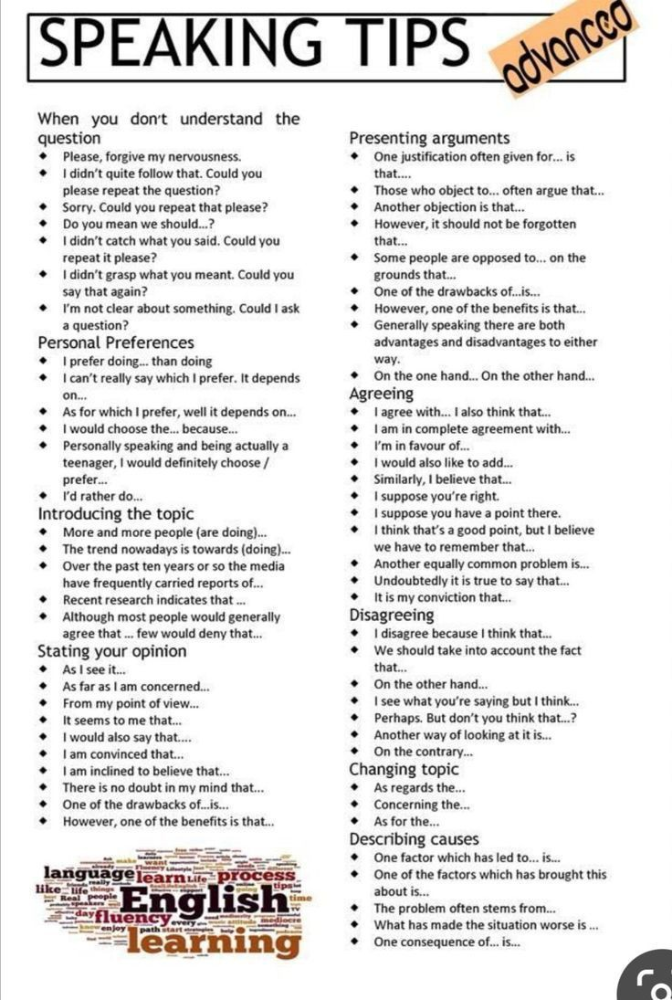 SPEAKING TIPS
advanced
When you don't understand the
question
◆ Please, forgive my nervousness.
◆ I didn't quite follow that. Could you
please repeat the question?
◆ Sorry. Could you repeat that please?
◆ Do you mean we should...?
◆ I didn't catch what you said. Could you
repeat it please?
◆ I didn't grasp what you meant. Could you
say that again?
◆ I'm not clear about something. Could I ask
a question?
Personal Preferences
◆ I prefer doing... than doing
◆ I can't really say which I prefer. It depends
on...
◆ As for which I prefer, well it depends on...
◆ I would choose the... because...
◆ Personally speaking and being actually a
teenager, I would definitely choose /
prefer...
◆ I'd rather do...
Introducing the topic
◆ More and more people (are doing)...
◆ The trend nowadays is towards (doing)...
◆ Over the past ten years or so the media
have frequently carried reports of...
◆ Recent research indicates that ...
◆ Although most people would generally
agree that ... few would deny that...
Stating your opinion
◆ As I see it...
◆ As far as I am concerned...
◆ From my point of view...
◆ It seems to me that...
◆ I would also say that....
◆ I am convinced that...
◆ I am inclined to believe that...
◆ There is no doubt in my mind that...
◆ One of the drawbacks of...is...
◆ However, one of the benefits is that...
Presenting arguments
◆ One justification often given for... is
that....
◆ Those who object to... often argue that...
◆ Another objection is that...
◆ However, it should not be forgotten
that...
◆ Some people are opposed to... on the
grounds that...
◆ One of the drawbacks of...is...
◆ However, one of the benefits is that...
◆ Generally speaking there are both
advantages and disadvantages to either
way.
◆ On the one hand... On the other hand...
Agreeing
◆ I agree with... I also think that...
◆ I am in complete agreement with...
◆ I'm in favour of...
◆ I would also like to add...
◆ Similarly, I believe that...
◆ I suppose you're right.
◆ I suppose you have a point there.
◆ I think that's a good point, but I believe
we have to remember that...
◆ Another equally common problem is...
◆ Undoubtedly it is true to say that...
◆ It is my conviction that...
Disagreeing
◆ I disagree because I think that...
◆ We should take into account the fact
that...
◆ On the other hand...
◆ I see what you're saying but I think...
◆ Perhaps. But don't you think that...?
◆ Another way of looking at it is...
◆ On the contrary...
Changing topic
◆ As regards the...
◆ Concerning the...
◆ As for the...
Describing causes
◆ One factor which has led to... is...
◆ One of the factors which has brought this
about is...
◆ The problem often stems from...
◆ What has made the situation worse is ...
◆ One consequence of... is...
make want
language learn Life process
like life things English tips
Real people time
day fluency every mediocre
enjoy path start
learning